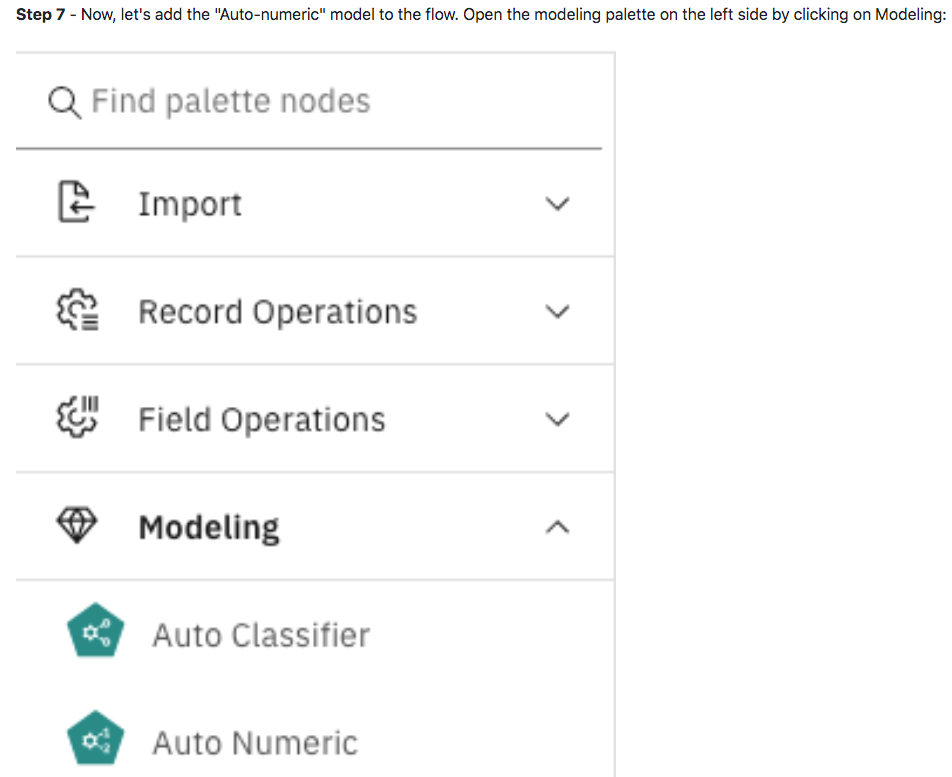 Step 7 - Now, let's add the "Auto-numeric" model to the flow. Open the modeling palette on the left side by clicking on Modeling:
Find palette nodes
Import
Record Operations
Field Operations
Modeling
Auto Classifier
Auto Numeric